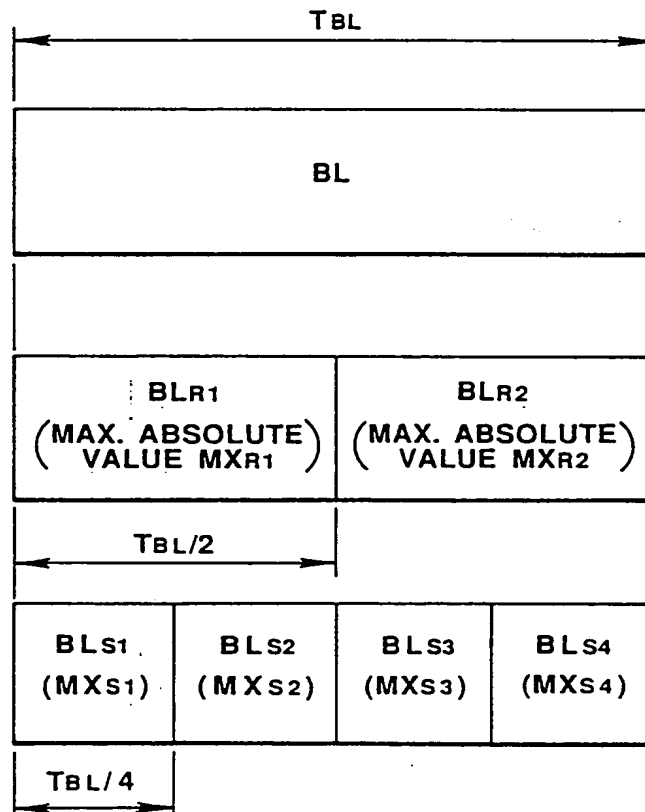 TBL
BL
BLR1
(MAX. ABSOLUTE
VALUE MXR1)
BLR2
(MAX. ABSOLUTE
VALUE MXR2)
TBL/2
BLS1
(MXS1)
BLS2
(MXS2)
BLS3
(MXS3)
BLS4
(MXS4)
TBL/4